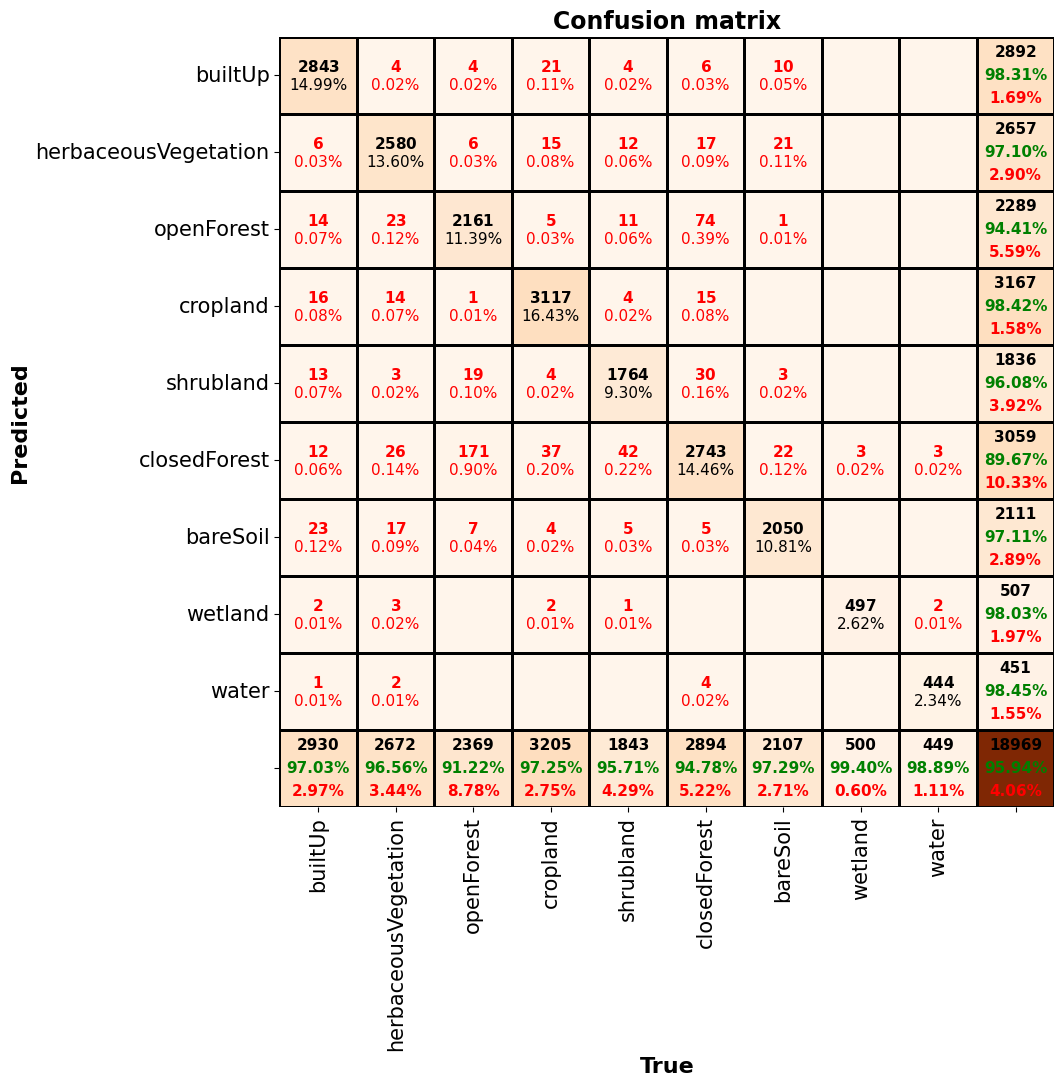 Confusion matrix
Predicted
builtUp
2843 4 4 21 4 6 10 2892
14.99% 0.02% 0.02% 0.11% 0.02% 0.03% 0.05% 98.31%
1.69%
herbaceousVegetation
6 2580 6 15 12 17 21 2657
0.03% 13.60% 0.03% 0.08% 0.06% 0.09% 0.11% 97.10%
2.90%
openForest
14 23 2161 5 11 74 1 2289
0.07% 0.12% 11.39% 0.03% 0.06% 0.39% 0.01% 94.41%
5.59%
cropland
16 14 1 3117 4 15 3167
0.08% 0.07% 0.01% 16.43% 0.02% 0.08% 98.42%
1.58%
shrubland
13 3 19 4 1764 30 3 1836
0.07% 0.02% 0.10% 0.02% 9.30% 0.16% 0.02% 96.08%
3.92%
closedForest
12 26 171 37 42 2743 22 3 3 3059
0.06% 0.14% 0.90% 0.20% 0.22% 14.46% 0.12% 0.02% 0.02% 89.67%
10.33%
bareSoil
23 17 7 4 5 5 2050 2111
0.12% 0.09% 0.04% 0.02% 0.03% 0.03% 10.81% 97.11%
2.89%
wetland
2 3 2 1 497 2 507
0.01% 0.02% 0.01% 0.01% 2.62% 0.01% 98.03%
1.97%
water
1 2 4 444 451
0.01% 0.01% 0.02% 2.34% 98.45%
1.55%
2930 2672 2369 3205 1843 2894 2107 500 449 18969
97.03% 96.56% 91.22% 97.25% 95.71% 94.78% 97.29% 99.40% 98.89% 95.94%
2.97% 3.44% 8.78% 2.75% 4.29% 5.22% 2.71% 0.60% 1.11% 4.06%
builtUp
herbaceousVegetation
openForest
cropland
shrubland
closedForest
bareSoil
wetland
water
True